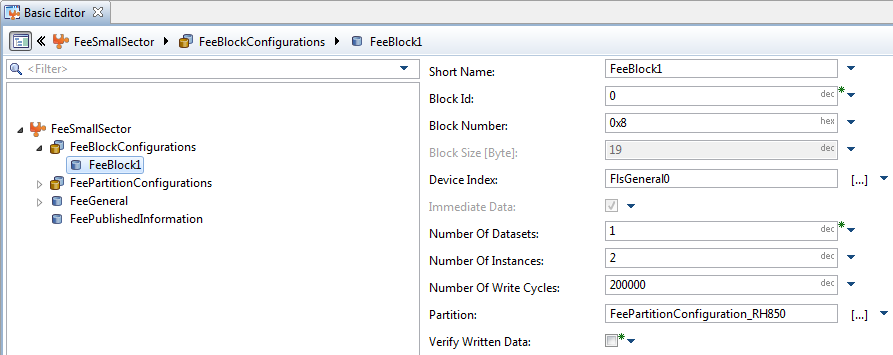 Basic Editor
FeeSmallSector FeeBlockConfigurations FeeBlock1
<Filter>
FeeSmallSector
FeeBlockConfigurations
FeeBlock1
FeePartitionConfigurations
FeeGeneral
FeePublishedInformation
Short Name: FeeBlock1
Block Id: 0 dec
Block Number: 0x8 hex
Block Size [Byte]: 19 dec
Device Index: FlsGeneral0 [...]
Immediate Data:
Number Of Datasets: 1 dec
Number Of Instances: 2 dec
Number Of Write Cycles: 200000 dec
Partition: FeePartitionConfiguration_RH850 [...]
Verify Written Data: